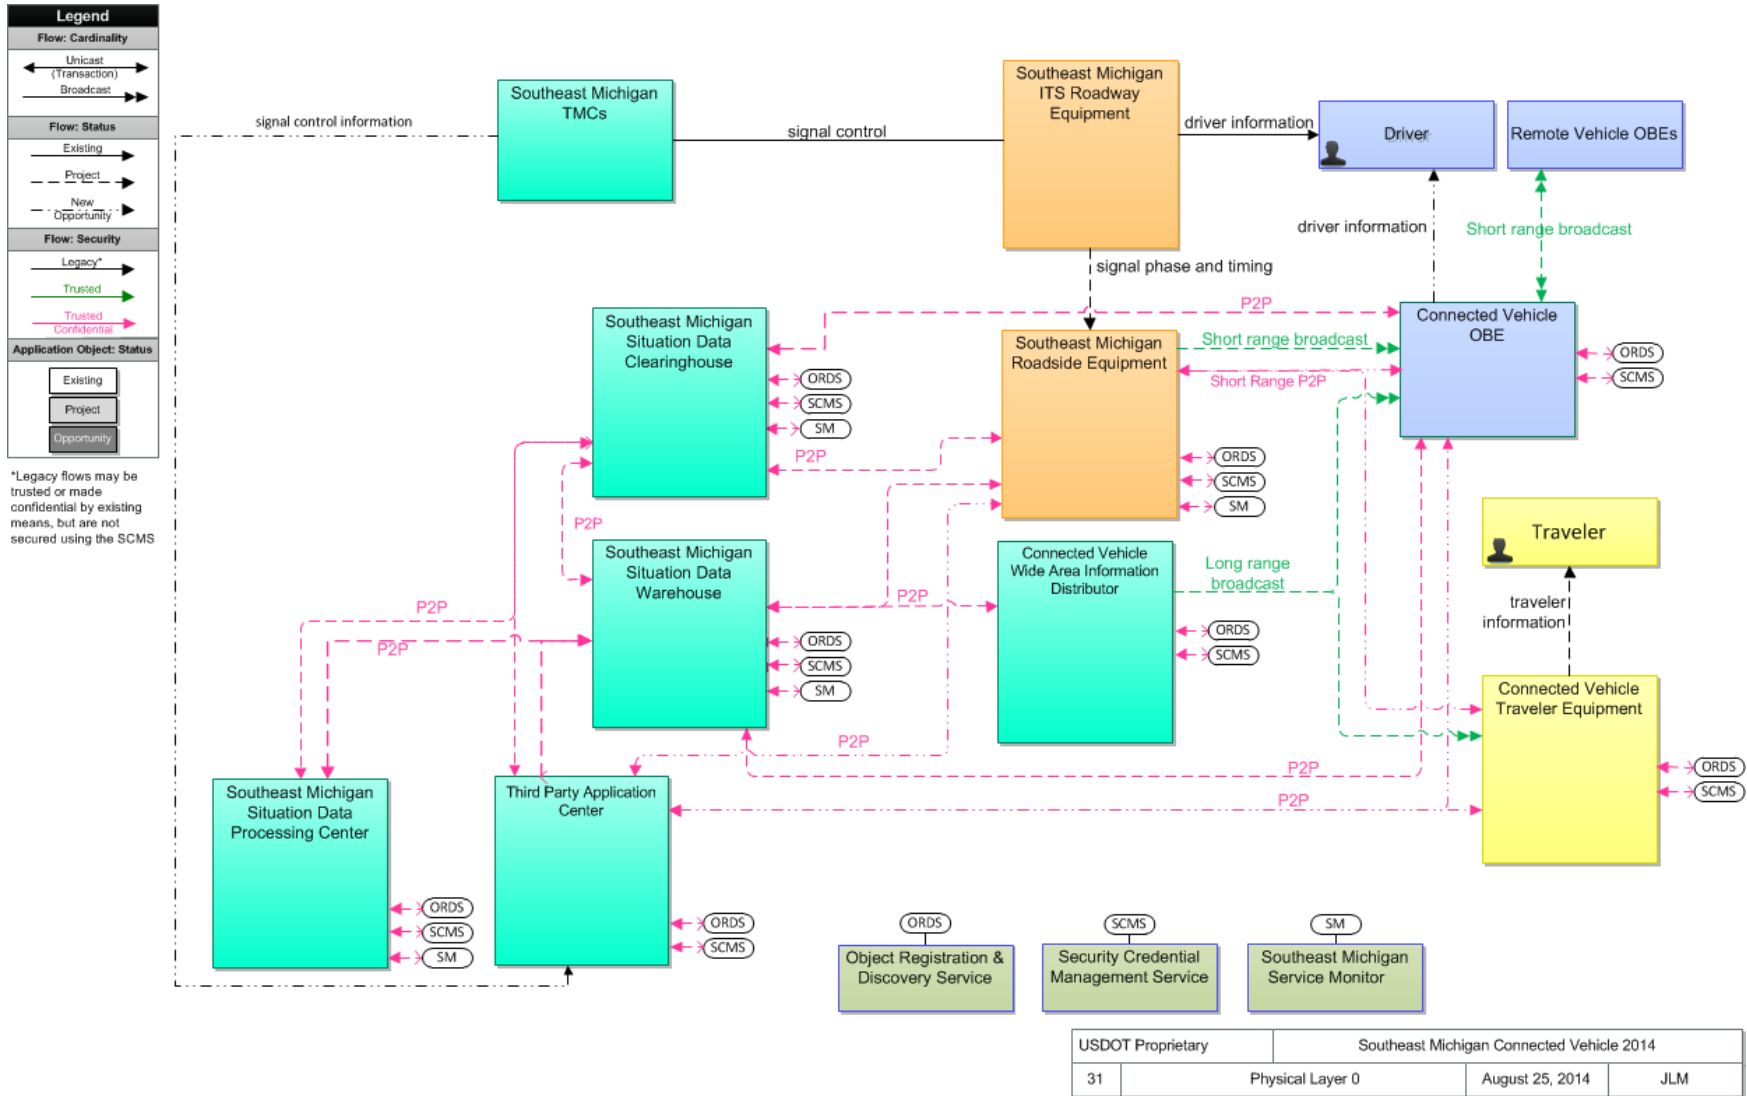 Legend
Flow: Cardinality
Unicast
(Transaction)
Broadcast
Flow: Status
Existing
Project
New
Opportunity
Flow: Security
Legacy*
Trusted
Trusted
Confidential
Application Object: Status
Existing
Project
Opportunity
*Legacy flows may be
trusted or made
confidential by existing
means, but are not
secured using the SCMS
signal control information
Southeast Michigan
TMCs
signal control
Southeast Michigan
ITS Roadway
Equipment
driver information
Driver
Remote Vehicle OBEs
driver information
Short range broadcast
signal phase and timing
P2P
Southeast Michigan
Situation Data
Clearinghouse
ORDS
SCMS
SM
P2P
Southeast Michigan
Roadside Equipment
Short range broadcast
Short Range P2P
ORDS
SCMS
SM
Connected Vehicle
OBE
ORDS
SCMS
P2P
Traveler
Southeast Michigan
Situation Data
Warehouse
ORDS
SCMS
SM
P2P
Connected Vehicle
Wide Area Information
Distributor
Long range
broadcast
ORDS
SCMS
traveler
information
P2P
P2P
P2P
P2P
P2P
Connected Vehicle
Traveler Equipment
ORDS
SCMS
Southeast Michigan
Situation Data
Processing Center
ORDS
SCMS
SM
Third Party Application
Center
ORDS
SCMS
ORDS
Object Registration &
Discovery Service
SCMS
Security Credential
Management Service
SM
Southeast Michigan
Service Monitor
USDOT Proprietary
Southeast Michigan Connected Vehicle 2014
31
Physical Layer 0
August 25, 2014
JLM